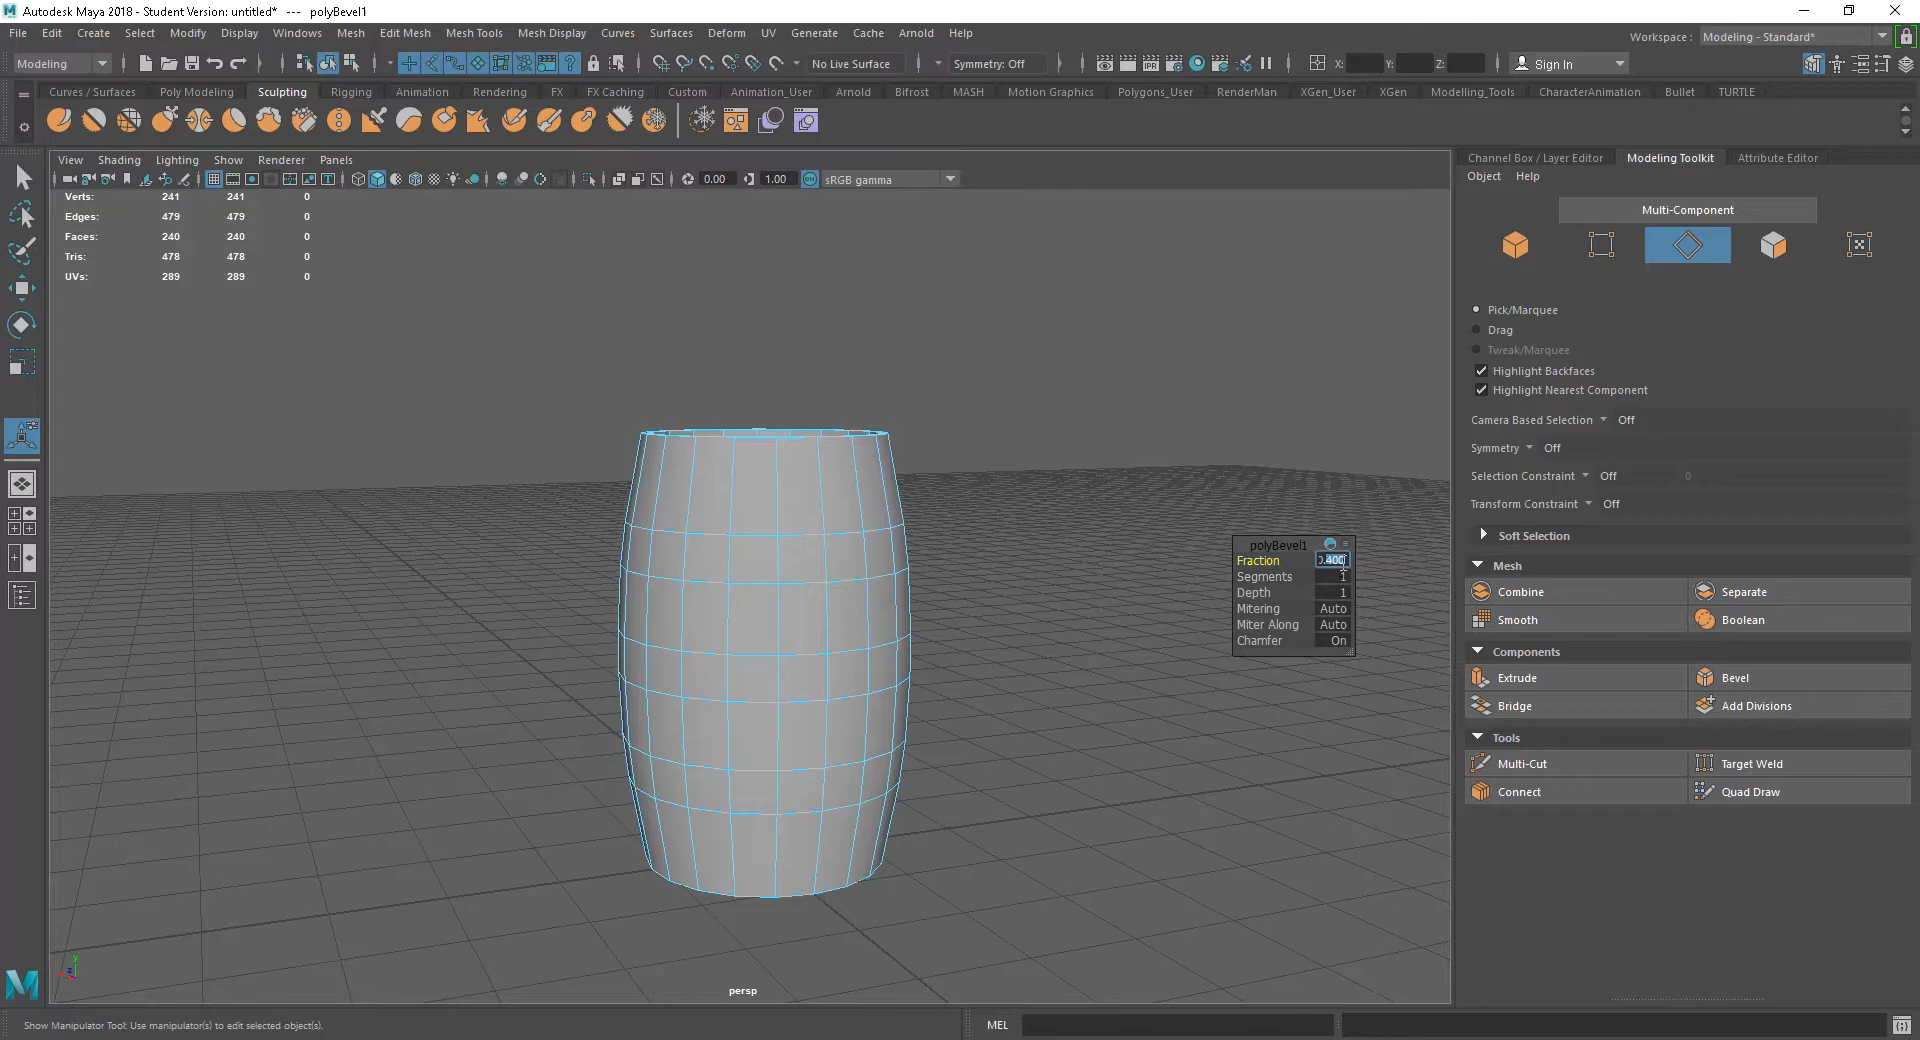 Autodesk Maya 2018 - Student Version: untitled* --- polyBevel1
File Edit Create Select Modify Display Windows Mesh Edit Mesh Mesh Tools Mesh Display Curves Surfaces Deform UV Generate Cache Arnold Help
Workspace : Modeling - Standard*
Modeling No Live Surface Symmetry: Off X: Y: Z: Sign In
Curves / Surfaces Poly Modeling Sculpting Rigging Animation Rendering FX FX Caching Custom Animation_User Arnold Bifrost MASH Motion Graphics Polygons_User RenderMan XGen_User XGen Modelling_Tools CharacterAnimation Bullet TURTLE
View Shading Lighting Show Renderer Panels
0.00 1.00 sRGB gamma
Verts: 241 241 0
Edges: 479 479 0
Faces: 240 240 0
Tris: 478 478 0
UVs: 289 289 0
polyBevel1
Fraction 0.400
Segments 1
Depth 1
Mitering Auto
Miter Along Auto
Chamfer On
persp
Channel Box / Layer Editor Modeling Toolkit Attribute Editor
Object Help
Multi-Component
Pick/Marquee
Drag
Tweak/Marquee
Highlight Backfaces
Highlight Nearest Component
Camera Based Selection Off
Symmetry Off
Selection Constraint Off 0
Transform Constraint Off
Soft Selection
Mesh
Combine Separate
Smooth Boolean
Components
Extrude Bevel
Bridge Add Divisions
Tools
Multi-Cut Target Weld
Connect Quad Draw
Show Manipulator Tool: Use manipulator(s) to edit selected object(s).
MEL